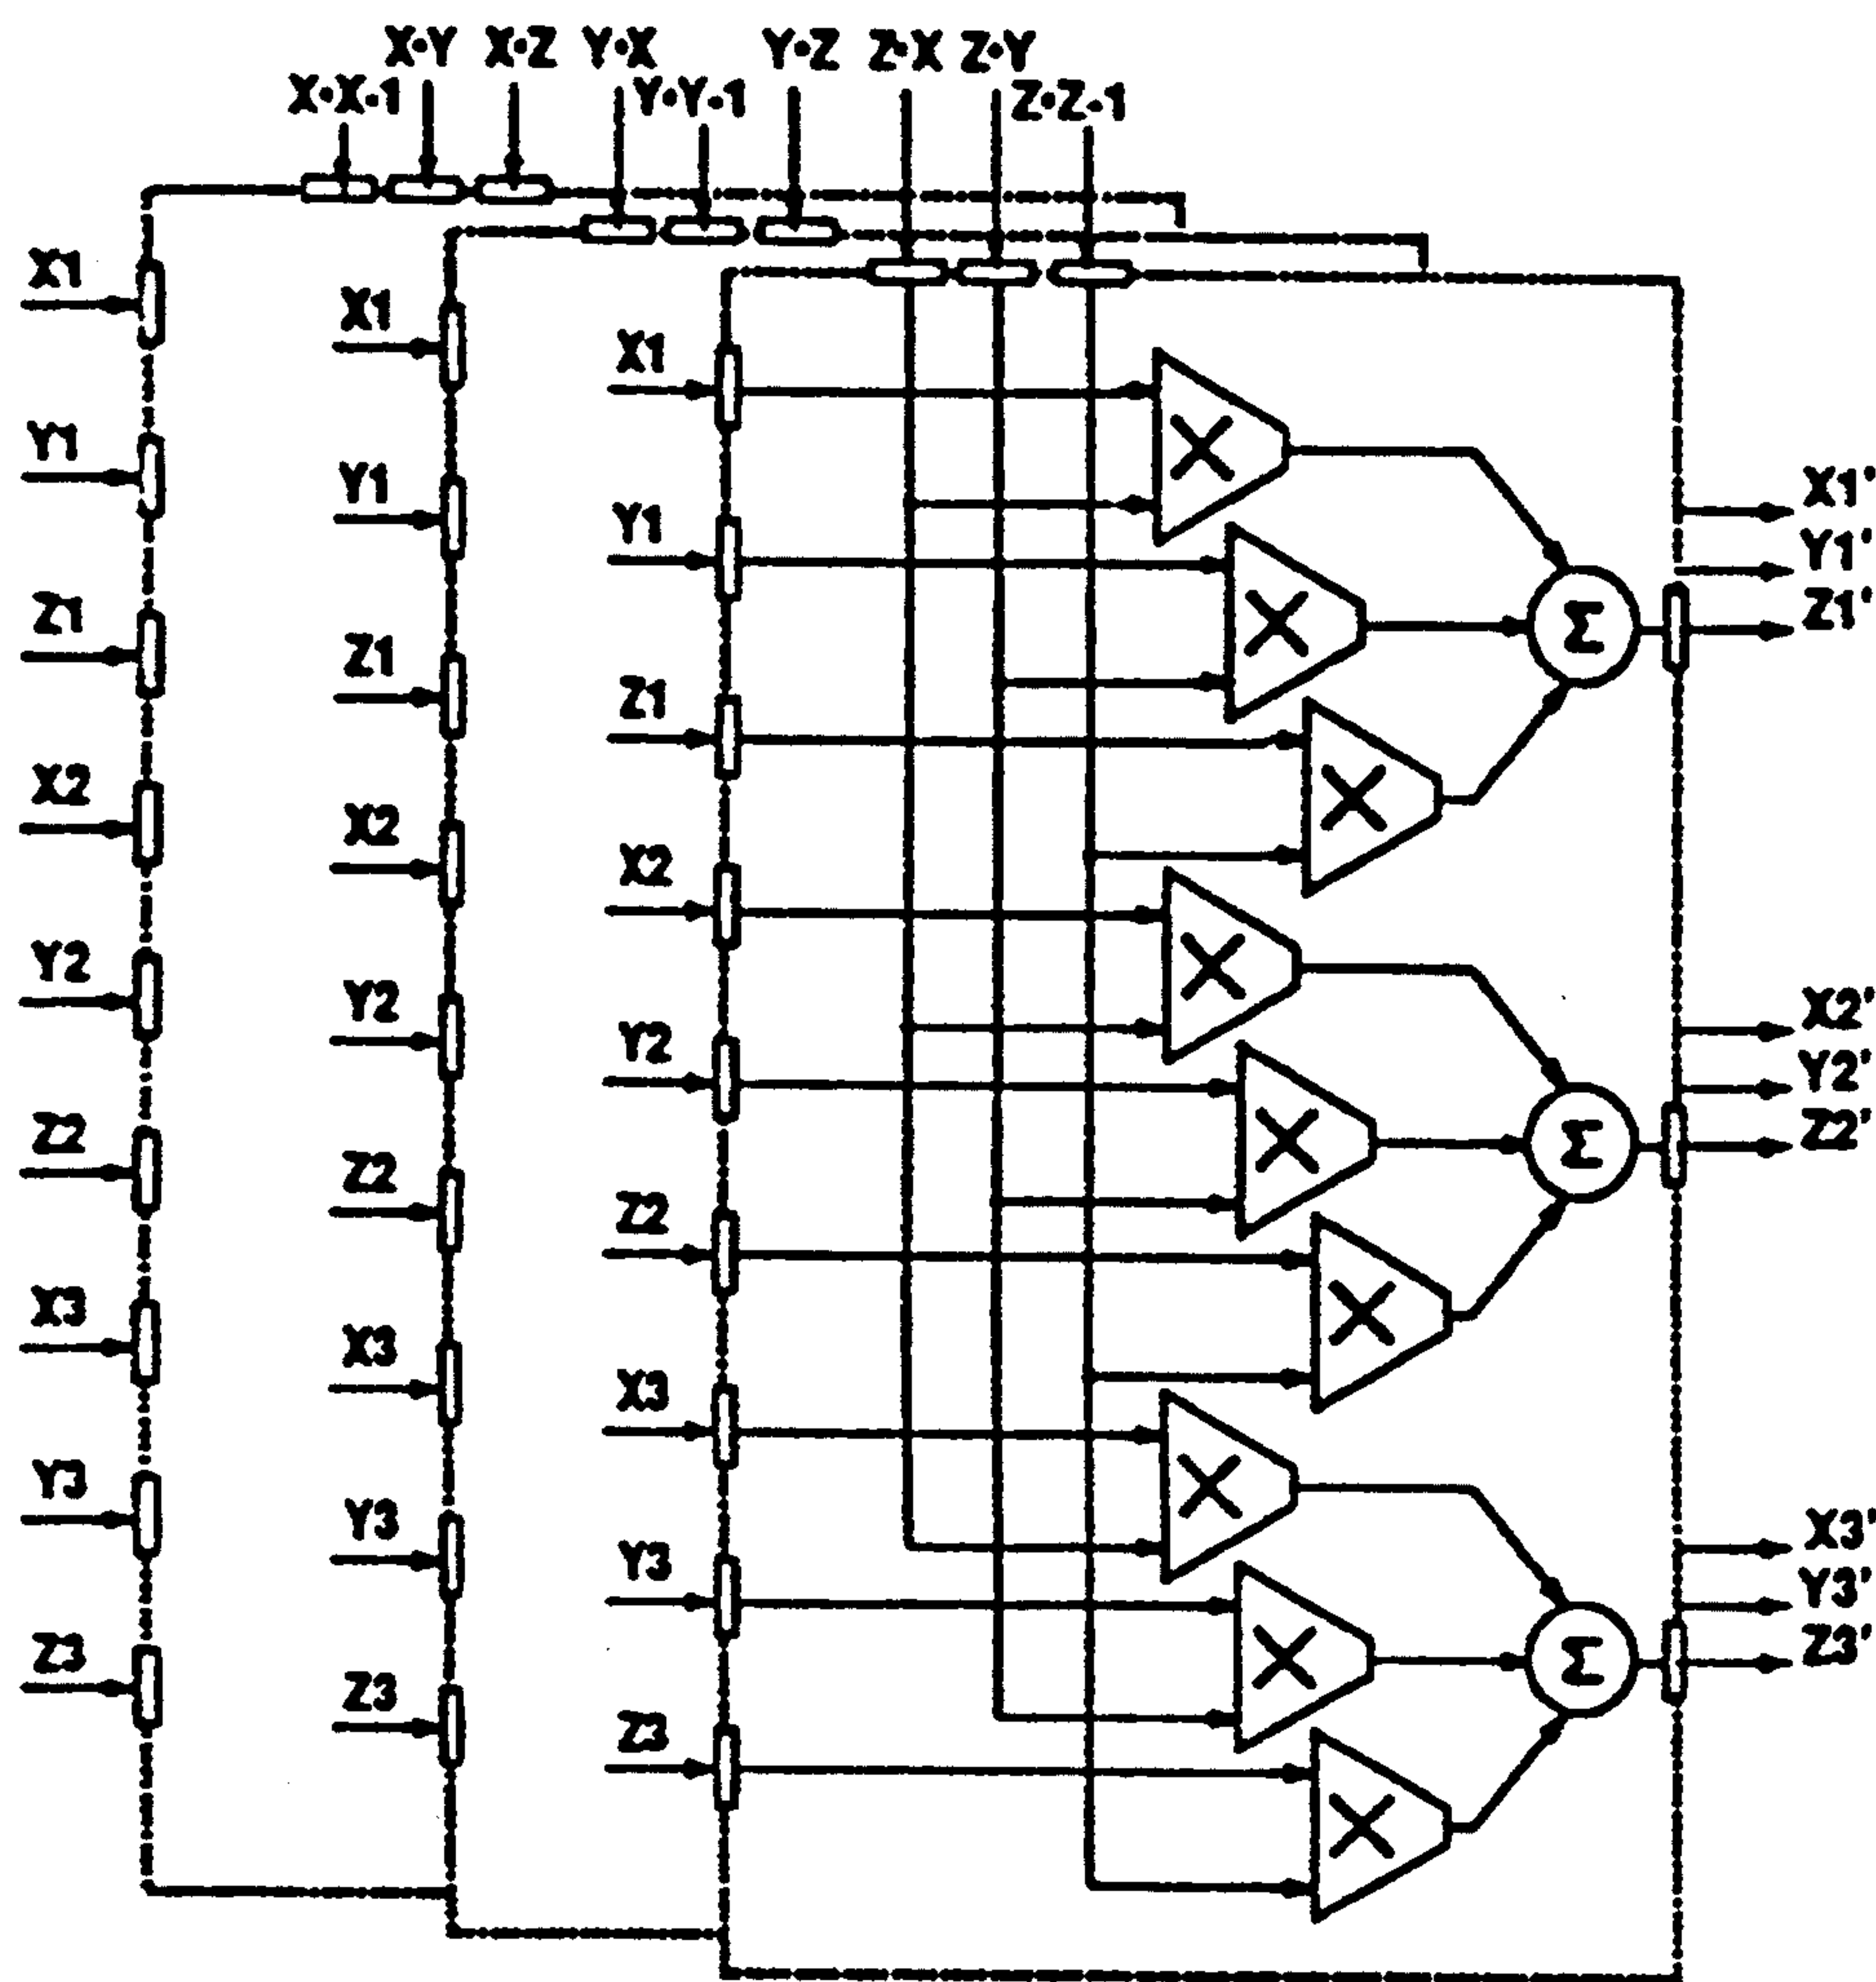 X·Y X·Z Y·X Y·Z Z·X Z·Y
X·X-1 Y·Y-1 Z·Z-1
X1 X1 X1
Y1 Y1 Y1
Z1 Z1 Z1
X2 X2 X2
Y2 Y2 Y2
Z2 Z2 Z2
X3 X3 X3
Y3 Y3 Y3
Z3 Z3 Z3
×
×
×
Σ
×
×
×
Σ
×
×
×
Σ
X1'
Y1'
Z1'
X2'
Y2'
Z2'
X3'
Y3'
Z3'